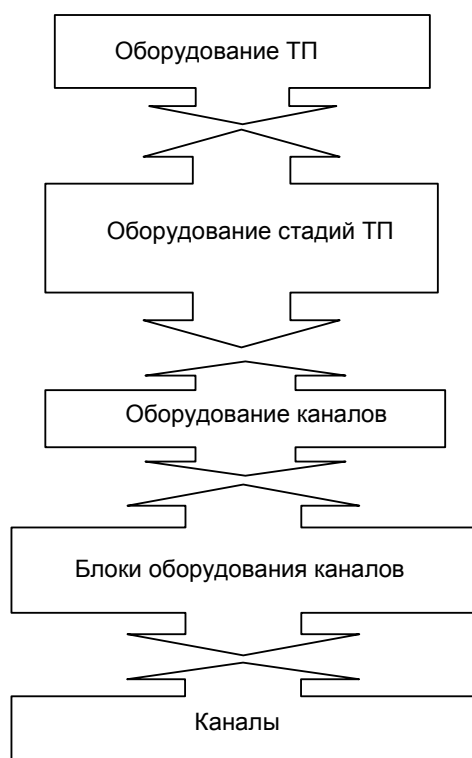 Оборудование ТП
Оборудование стадий ТП
Оборудование каналов
Блоки оборудования каналов
Каналы